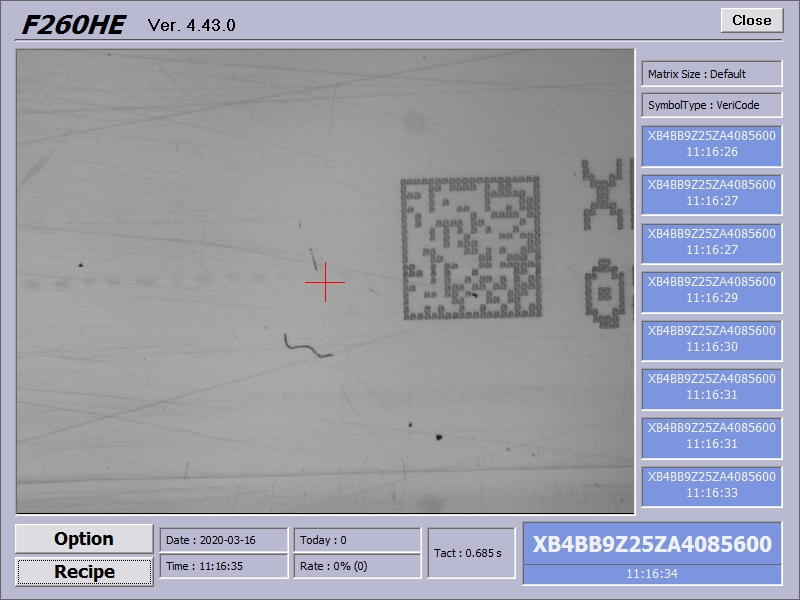 F260HE Ver. 4.43.0
Close
Matrix Size : Default
SymbolType : VeriCode
XB4BB9Z25ZA4085600
11:16:26
XB4BB9Z25ZA4085600
11:16:27
XB4BB9Z25ZA4085600
11:16:27
XB4BB9Z25ZA4085600
11:16:29
XB4BB9Z25ZA4085600
11:16:30
XB4BB9Z25ZA4085600
11:16:31
XB4BB9Z25ZA4085600
11:16:31
XB4BB9Z25ZA4085600
11:16:33
X
Option
Recipe
Date : 2020-03-16
Time : 11:16:35
Today : 0
Rate : 0% (0)
Tact : 0.685 s
XB4BB9Z25ZA4085600
11:16:34